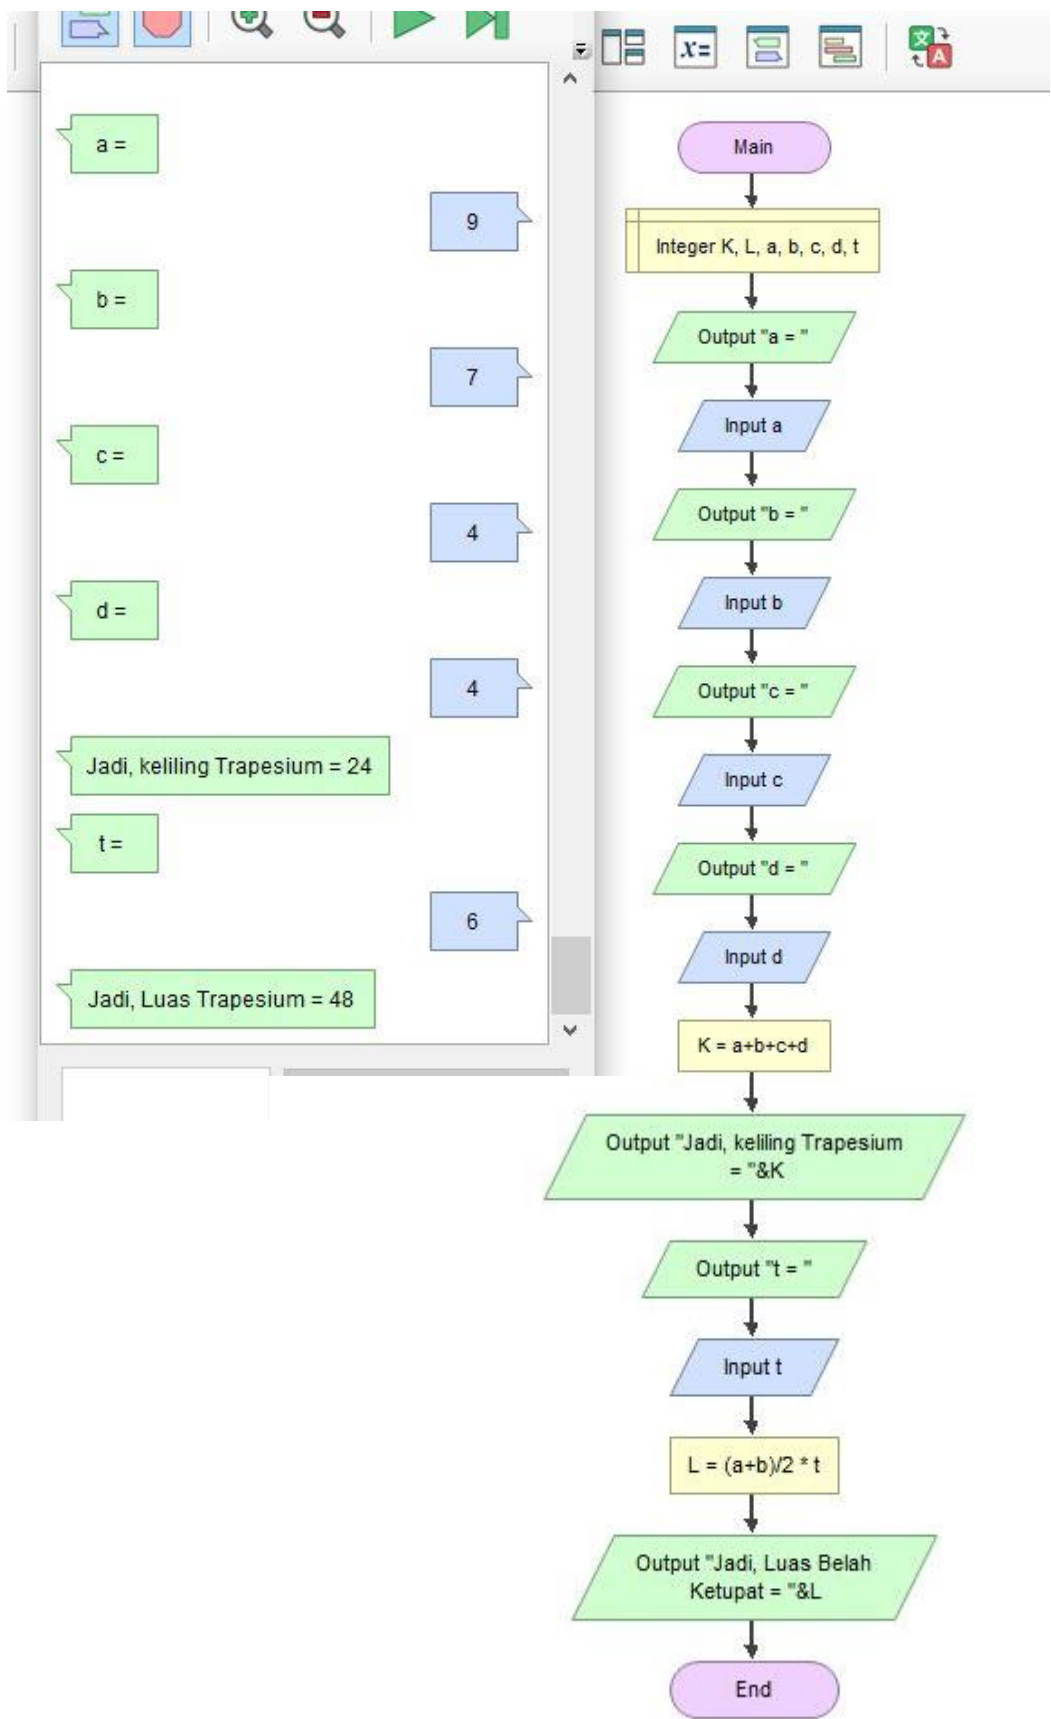 x=
文
A
a =
9
b =
7
c =
4
d =
4
Jadi, keliling Trapesium = 24
t =
6
Jadi, Luas Trapesium = 48
Main
Integer K, L, a, b, c, d, t
Output "a = "
Input a
Output "b = "
Input b
Output "c = "
Input c
Output "d = "
Input d
K = a+b+c+d
Output "Jadi, keliling Trapesium
= "&K
Output "t = "
Input t
L = (a+b)/2 * t
Output "Jadi, Luas Belah
Ketupat = "&L
End